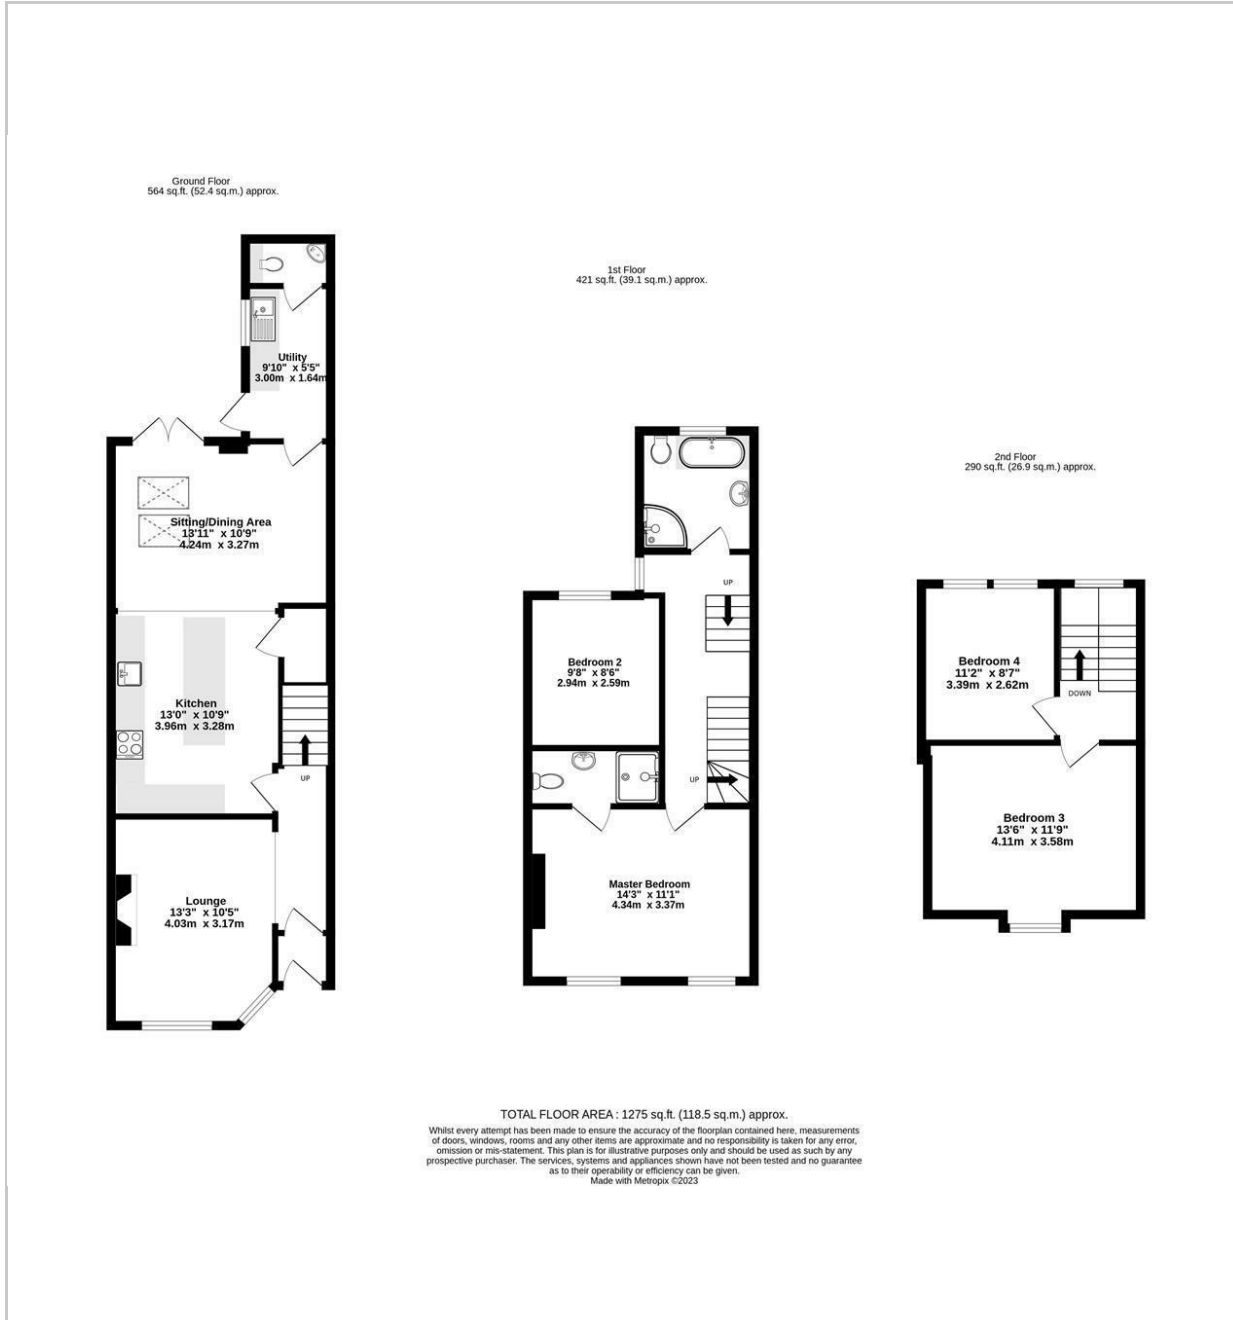 Ground Floor
564 sq.ft. (52.4 sq.m.) approx.
Utility
9'10" x 5'5"
3.00m x 1.64m
Sitting/Dining Area
13'11" x 10'9"
4.24m x 3.27m
Kitchen
13'0" x 10'9"
3.96m x 3.28m
UP
Lounge
13'3" x 10'5"
4.03m x 3.17m
1st Floor
421 sq.ft. (39.1 sq.m.) approx.
UP
Bedroom 2
9'8" x 8'6"
2.94m x 2.59m
UP
Master Bedroom
14'3" x 11'1"
4.34m x 3.37m
2nd Floor
290 sq.ft. (26.9 sq.m.) approx.
Bedroom 4
11'2" x 8'7"
3.39m x 2.62m
DOWN
Bedroom 3
13'6" x 11'9"
4.11m x 3.58m
TOTAL FLOOR AREA : 1275 sq.ft. (118.5 sq.m.) approx.
Whilst every attempt has been made to ensure the accuracy of the floorplan contained here, measurements
of doors, windows, rooms and any other items are approximate and no responsibility is taken for any error,
omission or mis-statement. This plan is for illustrative purposes only and should be used as such by any
prospective purchaser. The services, systems and appliances shown have not been tested and no guarantee
as to their operability or efficiency can be given.
Made with Metropix ©2023